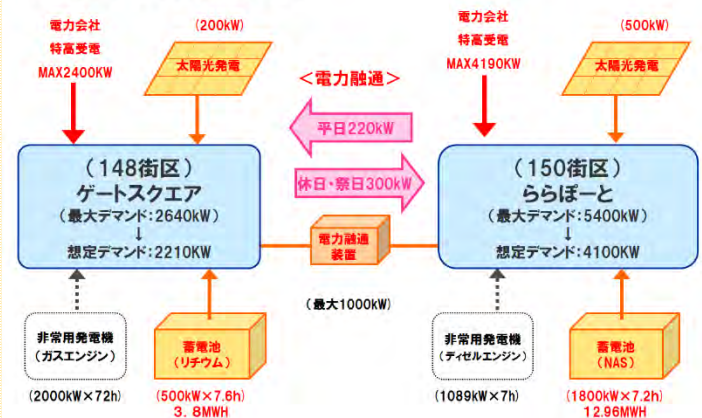 電力会社
特高受電
MAX2400KW
(200kW)
太陽光発電
<電力融通>
平日220kW
休日・祭日300kW
電力会社
特高受電
MAX4190KW
(500kW)
太陽光発電
(148街区)
ゲートスクエア
(最大デマンド:2640kW)
↓
想定デマンド:2210KW
電力融通
装置
(最大1000kW)
(150街区)
ららぽーと
(最大デマンド:5400kW)
↓
想定デマンド:4100KW
非常用発電機
(ガスエンジン)
(2000kW×72h)
蓄電池
(リチウム)
(500kW×7.6h)
3.8MWH
非常用発電機
(ディゼルエンジン)
(1089kW×7h)
蓄電池
(NAS)
(1800kW×7.2h)
12.96MWH